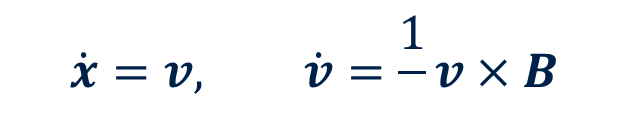 ẋ = v, v̇ = 1/ v × B